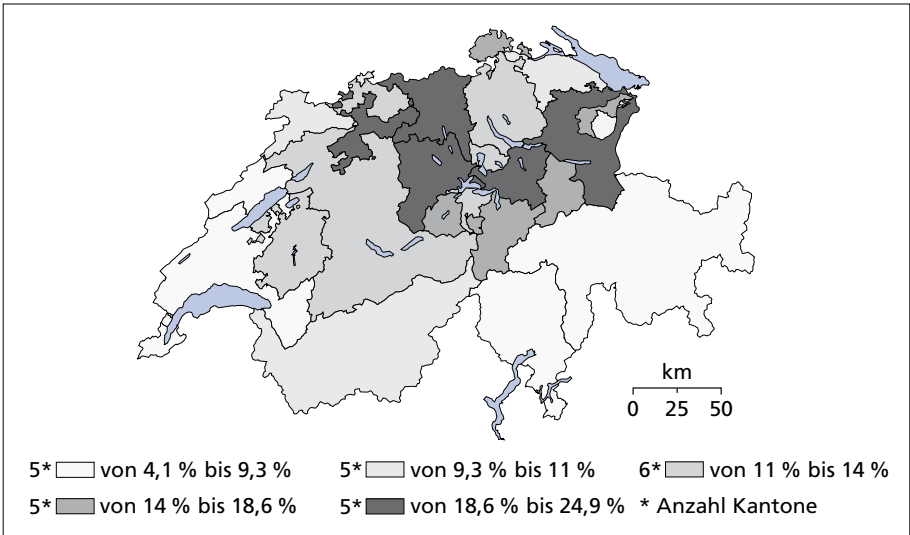 km
0 25 50
5* von 4,1 % bis 9,3 % 5* von 9,3 % bis 11 % 6* von 11 % bis 14 %
5* von 14 % bis 18,6 % 5* von 18,6 % bis 24,9 % * Anzahl Kantone